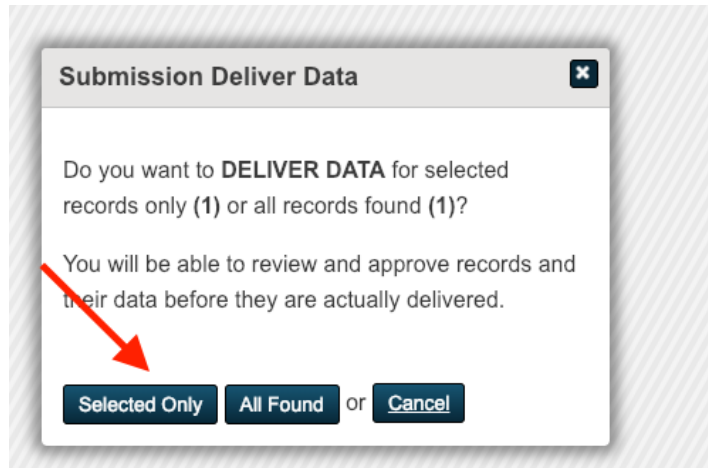 Submission Deliver Data
Do you want to DELIVER DATA for selected
records only (1) or all records found (1)?
You will be able to review and approve records and
their data before they are actually delivered.
Selected Only All Found or Cancel